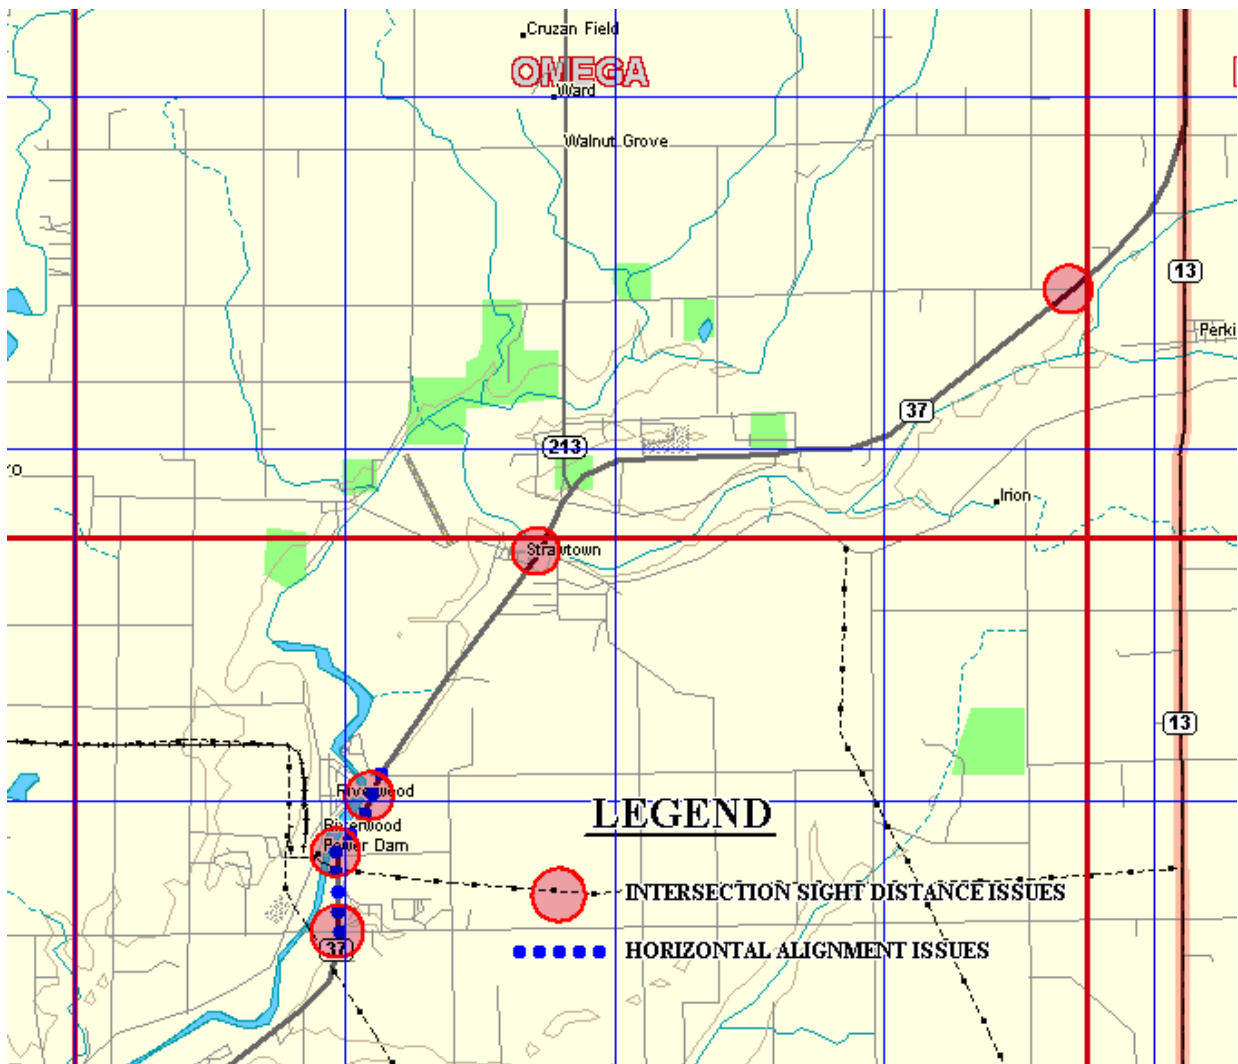 Cruzan Field
OMEGA
Ward
Walnut Grove
13
Perki
37
213
ro
Irion
Strawtown
13
Riverwood
LEGEND
Riverwood
Power Dam
INTERSECTION SIGHT DISTANCE ISSUES
37
HORIZONTAL ALIGNMENT ISSUES